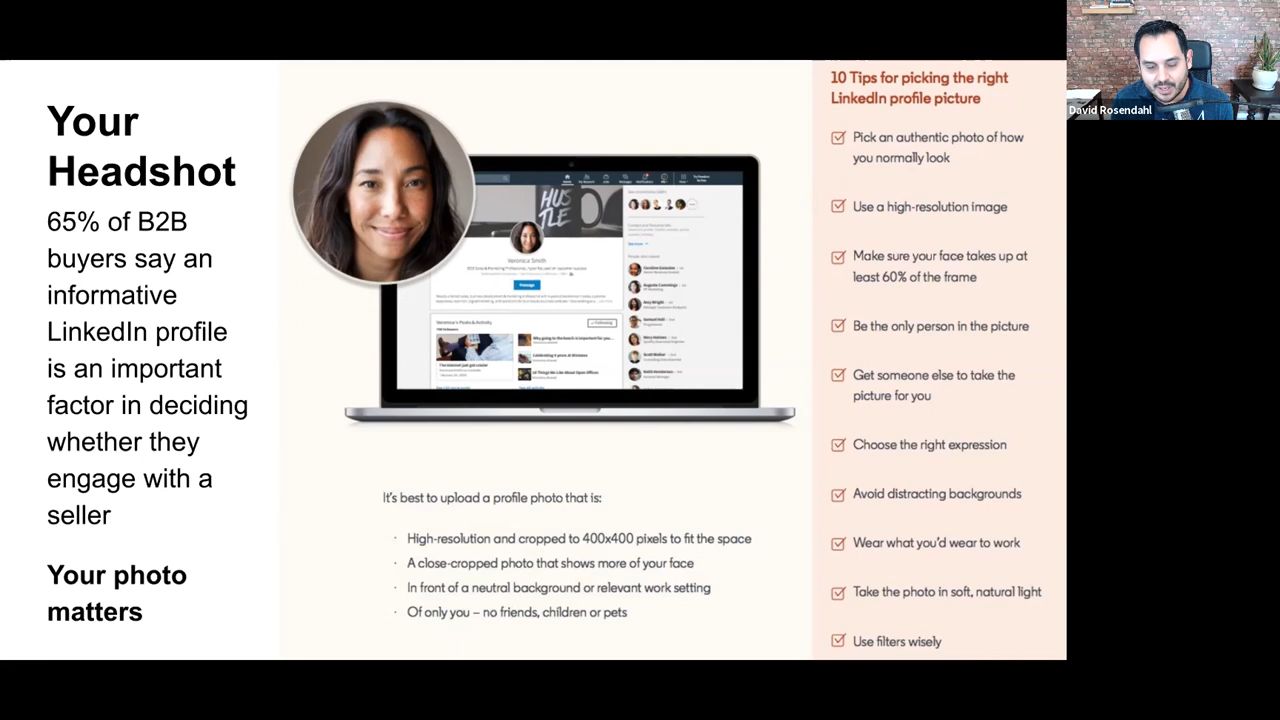 Your
Headshot
65% of B2B
buyers say an
informative
LinkedIn profile
is an important
factor in deciding
whether they
engage with a
seller
Your photo
matters
HUS
TLE
Veronica Smith
Message
Veronica's Posts & Activity
Following
It's best to upload a profile photo that is:
· High-resolution and cropped to 400x400 pixels to fit the space
· A close-cropped photo that shows more of your face
· In front of a neutral background or relevant work setting
· Of only you – no friends, children or pets
10 Tips for picking the right
LinkedIn profile picture
Pick an authentic photo of how
you normally look
Use a high-resolution image
Make sure your face takes up at
least 60% of the frame
Be the only person in the picture
Get someone else to take the
picture for you
Choose the right expression
Avoid distracting backgrounds
Wear what you'd wear to work
Take the photo in soft, natural light
Use filters wisely
David Rosendahl